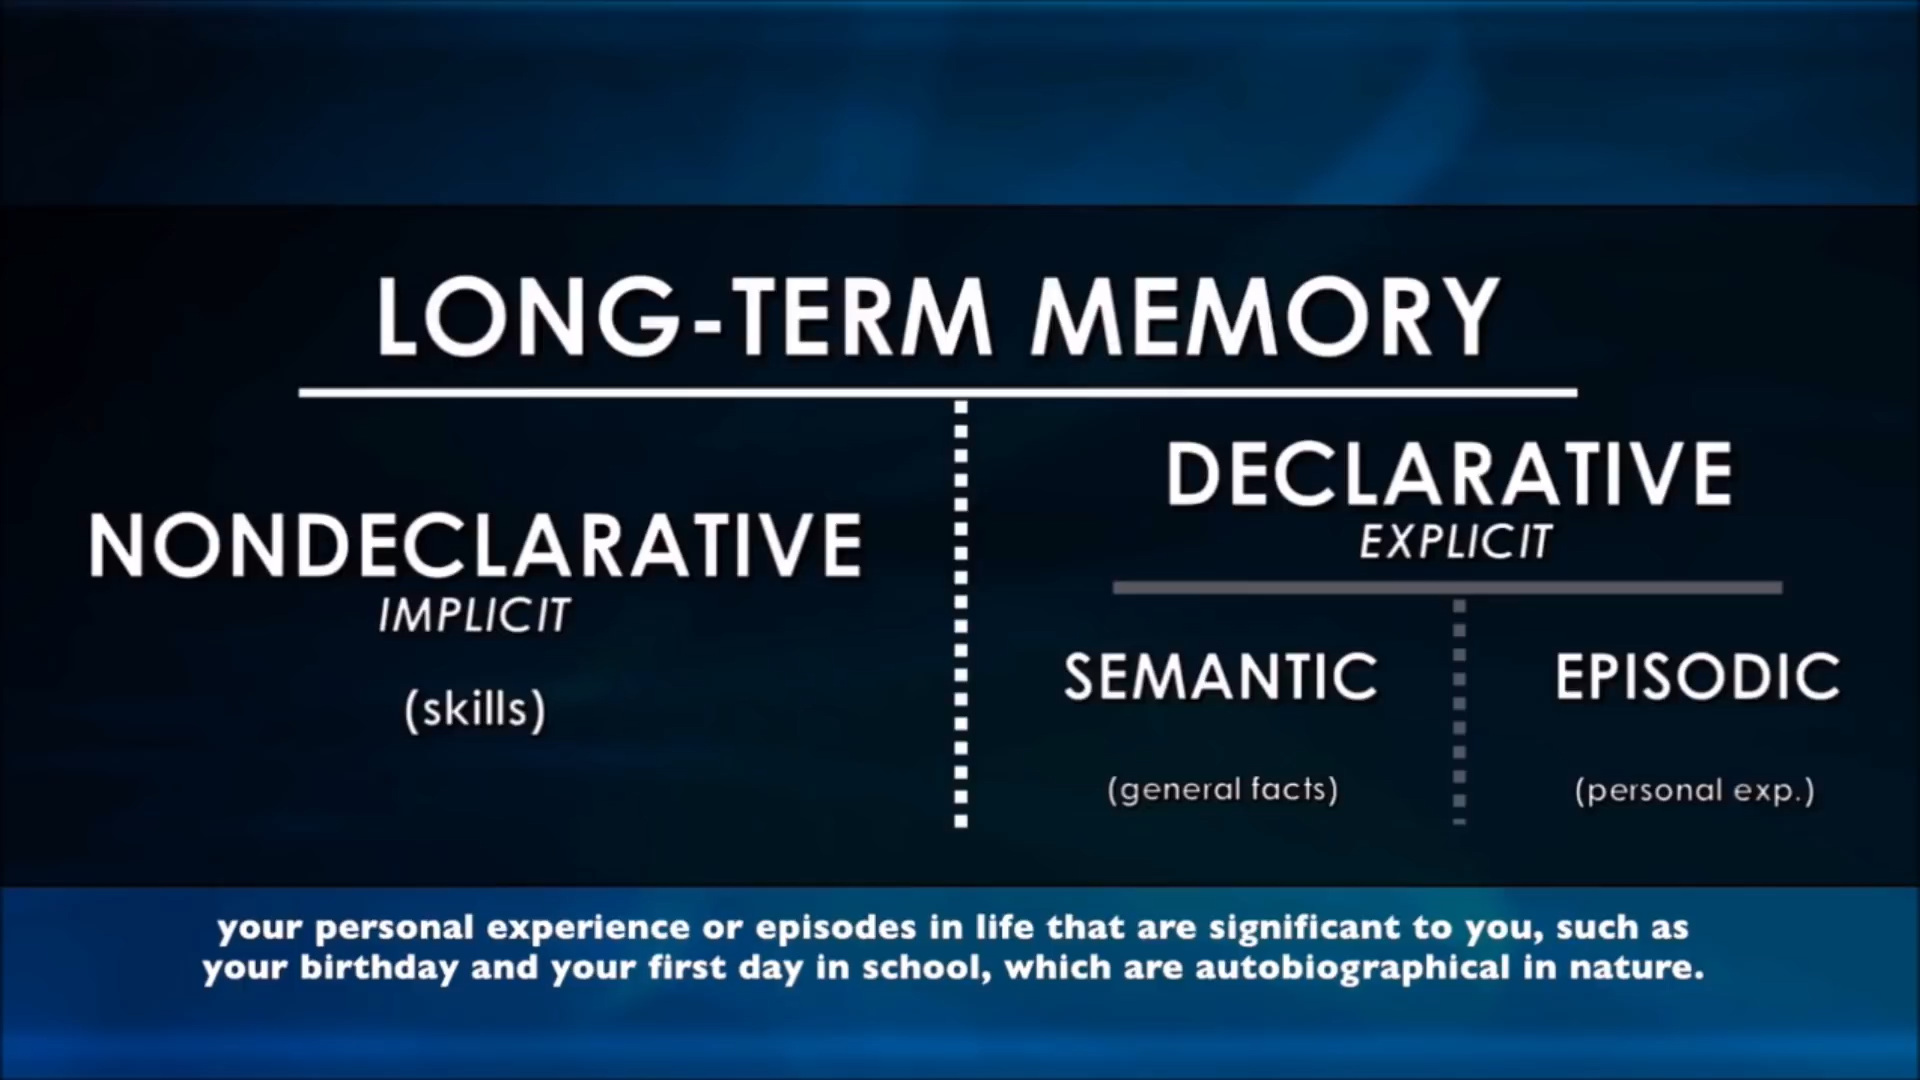 LONG-TERM MEMORY
NONDECLARATIVE
IMPLICIT
(skills)
DECLARATIVE
EXPLICIT
SEMANTIC
(general facts)
EPISODIC
(personal exp.)
your personal experience or episodes in life that are significant to you, such as
your birthday and your first day in school, which are autobiographical in nature.